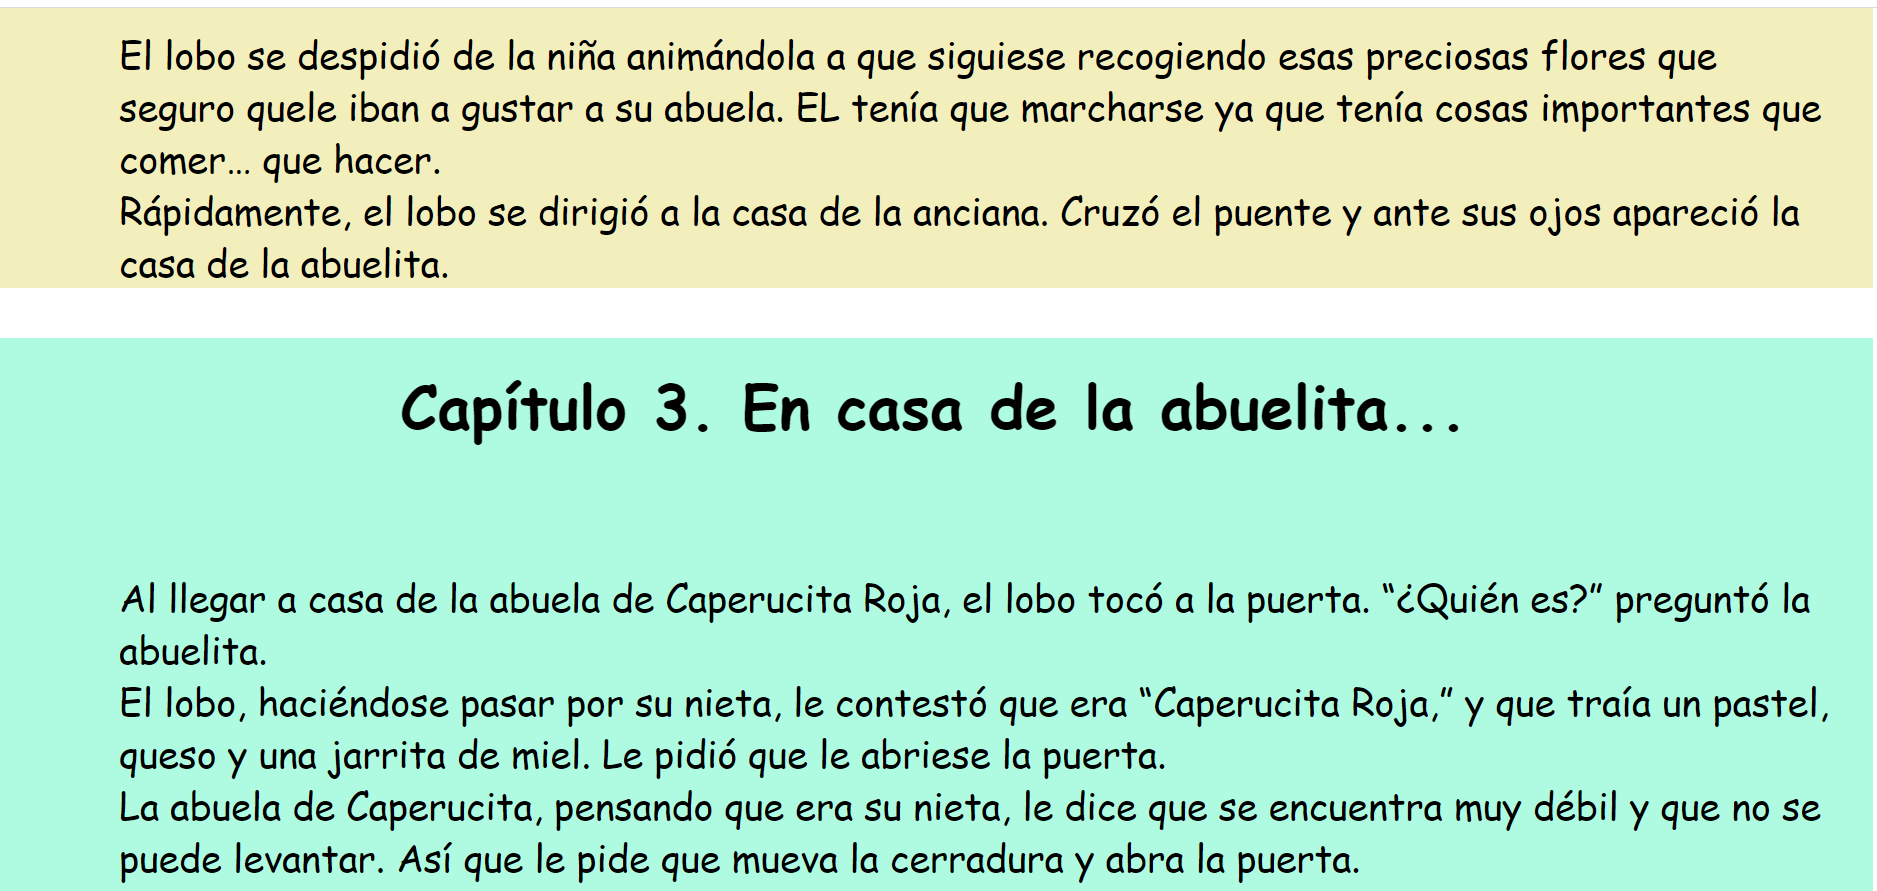 El lobo se despidió de la niña animándola a que siguiese recogiendo esas preciosas flores que
seguro quele iban a gustar a su abuela. EL tenía que marcharse ya que tenía cosas importantes que
comer... que hacer.
Rápidamente, el lobo se dirigió a la casa de la anciana. Cruzó el puente y ante sus ojos apareció la
casa de la abuelita.
Capítulo 3. En casa de la abuelita...
Al llegar a casa de la abuela de Caperucita Roja, el lobo tocó a la puerta. “¿Quién es?” preguntó la
abuelita.
El lobo, haciéndose pasar por su nieta, le contestó que era “Caperucita Roja,” y que traía un pastel,
queso y una jarrita de miel. Le pidió que le abriese la puerta.
La abuela de Caperucita, pensando que era su nieta, le dice que se encuentra muy débil y que no se
puede levantar. Así que le pide que mueva la cerradura y abra la puerta.